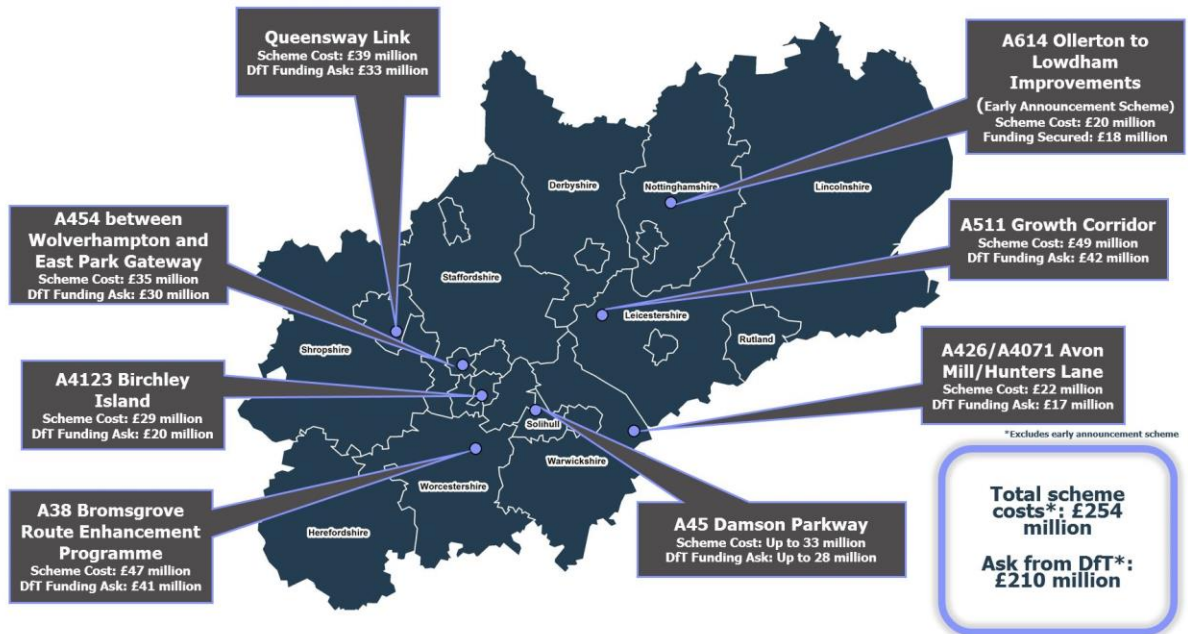 Queensway Link
Scheme Cost: £39 million
DfT Funding Ask: £33 million
A614 Ollerton to
Lowdham
Improvements
(Early Announcement Scheme)
Scheme Cost: £20 million
Funding Secured: £18 million
A454 between
Wolverhampton and
East Park Gateway
Scheme Cost: £35 million
DfT Funding Ask: £30 million
A511 Growth Corridor
Scheme Cost: £49 million
DfT Funding Ask: £42 million
A4123 Birchley
Island
Scheme Cost: £29 million
DfT Funding Ask: £20 million
A426/A4071 Avon
Mill/Hunters Lane
Scheme Cost: £22 million
DfT Funding Ask: £17 million
A38 Bromsgrove
Route Enhancement
Programme
Scheme Cost: £47 million
DfT Funding Ask: £41 million
A45 Damson Parkway
Scheme Cost: Up to 33 million
DfT Funding Ask: Up to 28 million
Derbyshire
Nottinghamshire
Lincolnshire
Staffordshire
Leicestershire
Rutland
Shropshire
Solihull
Warwickshire
Worcestershire
Herefordshire
*Excludes early announcement scheme
Total scheme
costs*: £254
million
Ask from DfT*:
£210 million